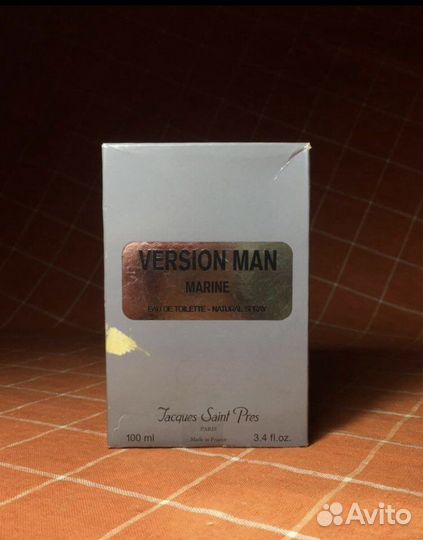 VERSION MAN
MARINE
EAU DE TOILETTE - NATURAL SPRAY
Jacques Saint Pres
PARIS
100 ml Made in France 3.4 fl.oz.
Avito